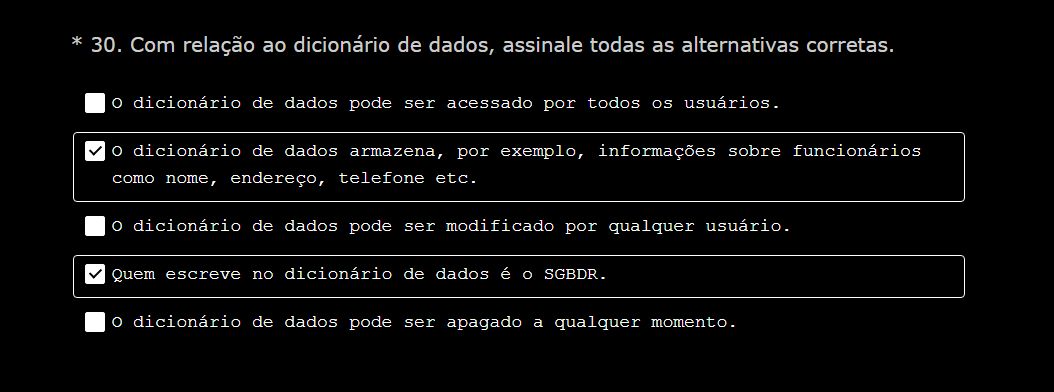 * 30. Com relação ao dicionário de dados, assinale todas as alternativas corretas.
O dicionário de dados pode ser acessado por todos os usuários.
O dicionário de dados armazena, por exemplo, informações sobre funcionários
como nome, endereço, telefone etc.
O dicionário de dados pode ser modificado por qualquer usuário.
Quem escreve no dicionário de dados é o SGBDR.
O dicionário de dados pode ser apagado a qualquer momento.